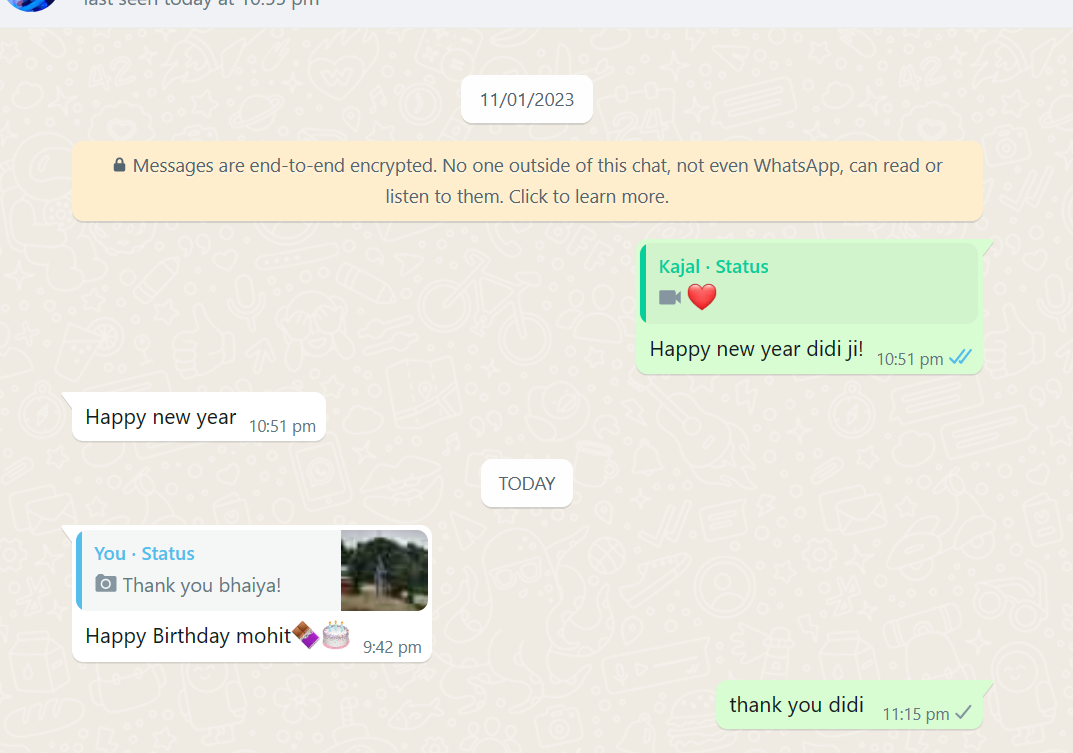 last seen today at 10:55 pm
11/01/2023
Messages are end-to-end encrypted. No one outside of this chat, not even WhatsApp, can read or
listen to them. Click to learn more.
Kajal · Status
❤️
Happy new year didi ji! 10:51 pm
Happy new year 10:51 pm
TODAY
You · Status
Thank you bhaiya!
Happy Birthday mohit🍫🎂 9:42 pm
thank you didi 11:15 pm